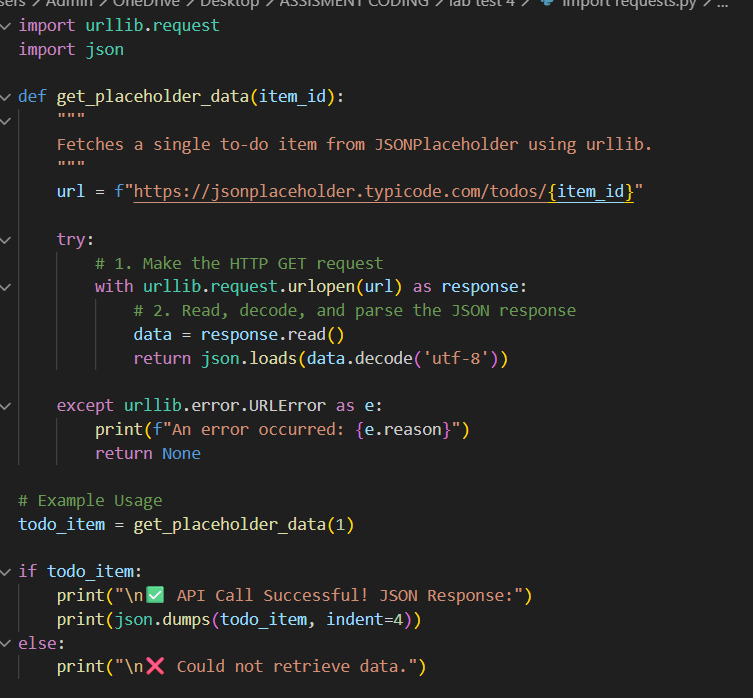 sers > Admin > OneDrive > Desktop > ASSISMENT CODING > lab test 4 > import requests.py > ...
import urllib.request
import json

def get_placeholder_data(item_id):
    """
    Fetches a single to-do item from JSONPlaceholder using urllib.
    """
    url = f"https://jsonplaceholder.typicode.com/todos/{item_id}"

    try:
        # 1. Make the HTTP GET request
        with urllib.request.urlopen(url) as response:
            # 2. Read, decode, and parse the JSON response
            data = response.read()
            return json.loads(data.decode('utf-8'))

    except urllib.error.URLError as e:
        print(f"An error occurred: {e.reason}")
        return None

# Example Usage
todo_item = get_placeholder_data(1)

if todo_item:
    print("\n✅ API Call Successful! JSON Response:")
    print(json.dumps(todo_item, indent=4))
else:
    print("\n❌ Could not retrieve data.")